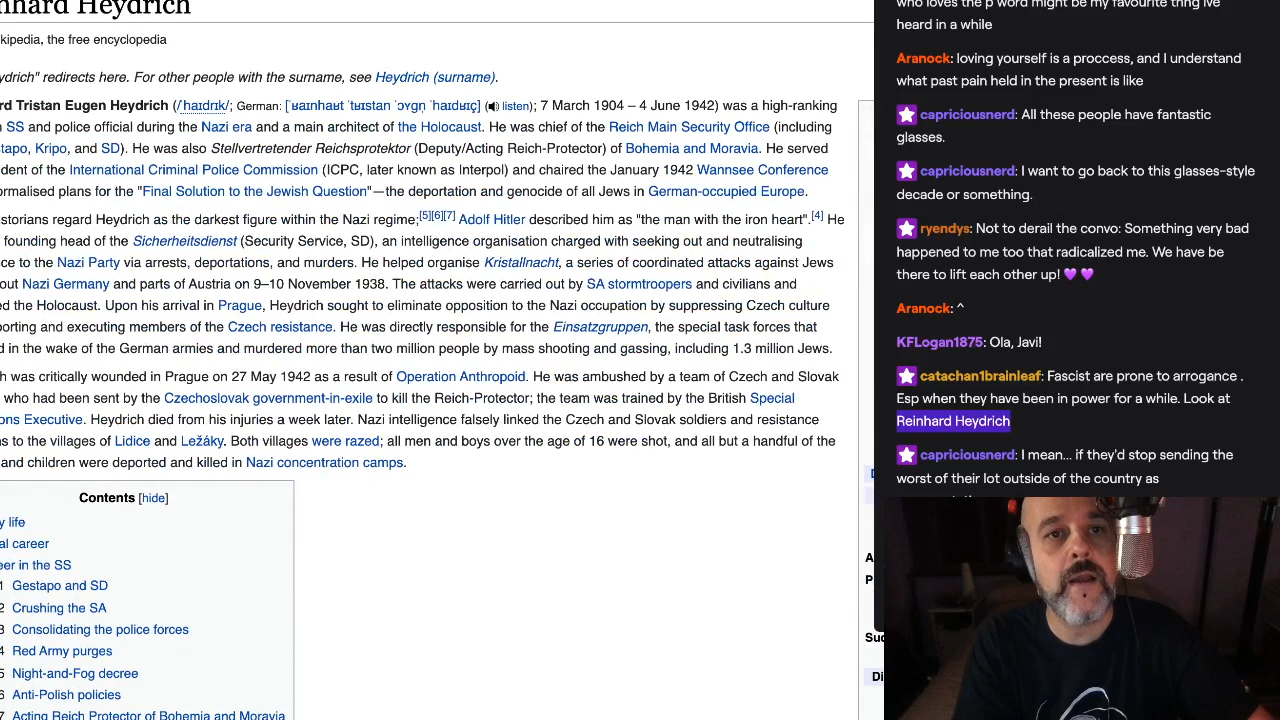 nhard Heydrich
kipedia, the free encyclopedia
ydrich" redirects here. For other people with the surname, see Heydrich (surname).
rd Tristan Eugen Heydrich (/ˈhaɪdrɪk/; German: [ˈʁaɪnhaʁt ˈtʁɪstan ˈɔʏɡn̩ ˈhaɪdʁɪç] (listen); 7 March 1904 – 4 June 1942) was a high-ranking
n SS and police official during the Nazi era and a main architect of the Holocaust. He was chief of the Reich Main Security Office (including
stapo, Kripo, and SD). He was also Stellvertretender Reichsprotektor (Deputy/Acting Reich-Protector) of Bohemia and Moravia. He served
dent of the International Criminal Police Commission (ICPC, later known as Interpol) and chaired the January 1942 Wannsee Conference
ormalised plans for the "Final Solution to the Jewish Question"—the deportation and genocide of all Jews in German-occupied Europe.
storians regard Heydrich as the darkest figure within the Nazi regime;[5][6][7] Adolf Hitler described him as "the man with the iron heart".[4] He
founding head of the Sicherheitsdienst (Security Service, SD), an intelligence organisation charged with seeking out and neutralising
ce to the Nazi Party via arrests, deportations, and murders. He helped organise Kristallnacht, a series of coordinated attacks against Jews
out Nazi Germany and parts of Austria on 9–10 November 1938. The attacks were carried out by SA stormtroopers and civilians and
ed the Holocaust. Upon his arrival in Prague, Heydrich sought to eliminate opposition to the Nazi occupation by suppressing Czech culture
porting and executing members of the Czech resistance. He was directly responsible for the Einsatzgruppen, the special task forces that
d in the wake of the German armies and murdered more than two million people by mass shooting and gassing, including 1.3 million Jews.
h was critically wounded in Prague on 27 May 1942 as a result of Operation Anthropoid. He was ambushed by a team of Czech and Slovak
who had been sent by the Czechoslovak government-in-exile to kill the Reich-Protector; the team was trained by the British Special
ons Executive. Heydrich died from his injuries a week later. Nazi intelligence falsely linked the Czech and Slovak soldiers and resistance
ns to the villages of Lidice and Ležáky. Both villages were razed; all men and boys over the age of 16 were shot, and all but a handful of the
and children were deported and killed in Nazi concentration camps.
Contents [hide]
y life
al career
eer in the SS
1 Gestapo and SD
2 Crushing the SA
3 Consolidating the police forces
4 Red Army purges
5 Night-and-Fog decree
6 Anti-Polish policies
7 Acting Reich Protector of Bohemia and Moravia
A
P
Suc
Di
who loves the p word might be my favourite thng ive
heard in a while
Aranock: loving yourself is a proccess, and I understand
what past pain held in the present is like
capriciousnerd: All these people have fantastic
glasses.
capriciousnerd: I want to go back to this glasses-style
decade or something.
ryendys: Not to derail the convo: Something very bad
happened to me too that radicalized me. We have be
there to lift each other up! 💜 💜
Aranock: ^
KFLogan1875: Ola, Javi!
catachan1brainleaf: Fascist are prone to arrogance .
Esp when they have been in power for a while. Look at
Reinhard Heydrich
capriciousnerd: I mean... if they'd stop sending the
worst of their lot outside of the country as